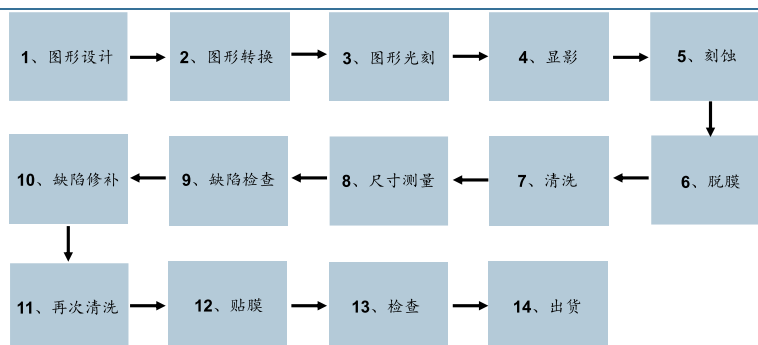 1、图形设计
2、图形转换
3、图形光刻
4、显影
5、刻蚀
6、脱膜
7、清洗
8、尺寸测量
9、缺陷检查
10、缺陷修补
11、再次清洗
12、贴膜
13、检查
14、出货